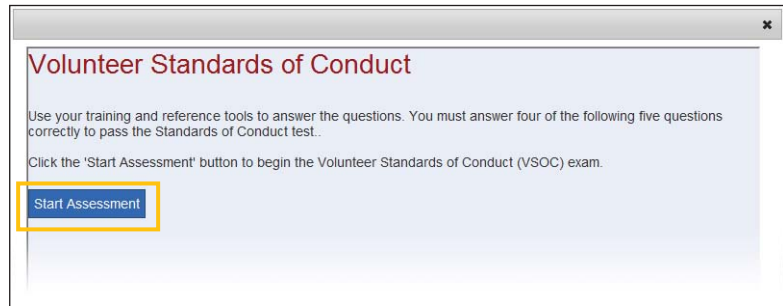 Volunteer Standards of Conduct
Use your training and reference tools to answer the questions. You must answer four of the following five questions
correctly to pass the Standards of Conduct test..
Click the 'Start Assessment' button to begin the Volunteer Standards of Conduct (VSOC) exam.
Start Assessment